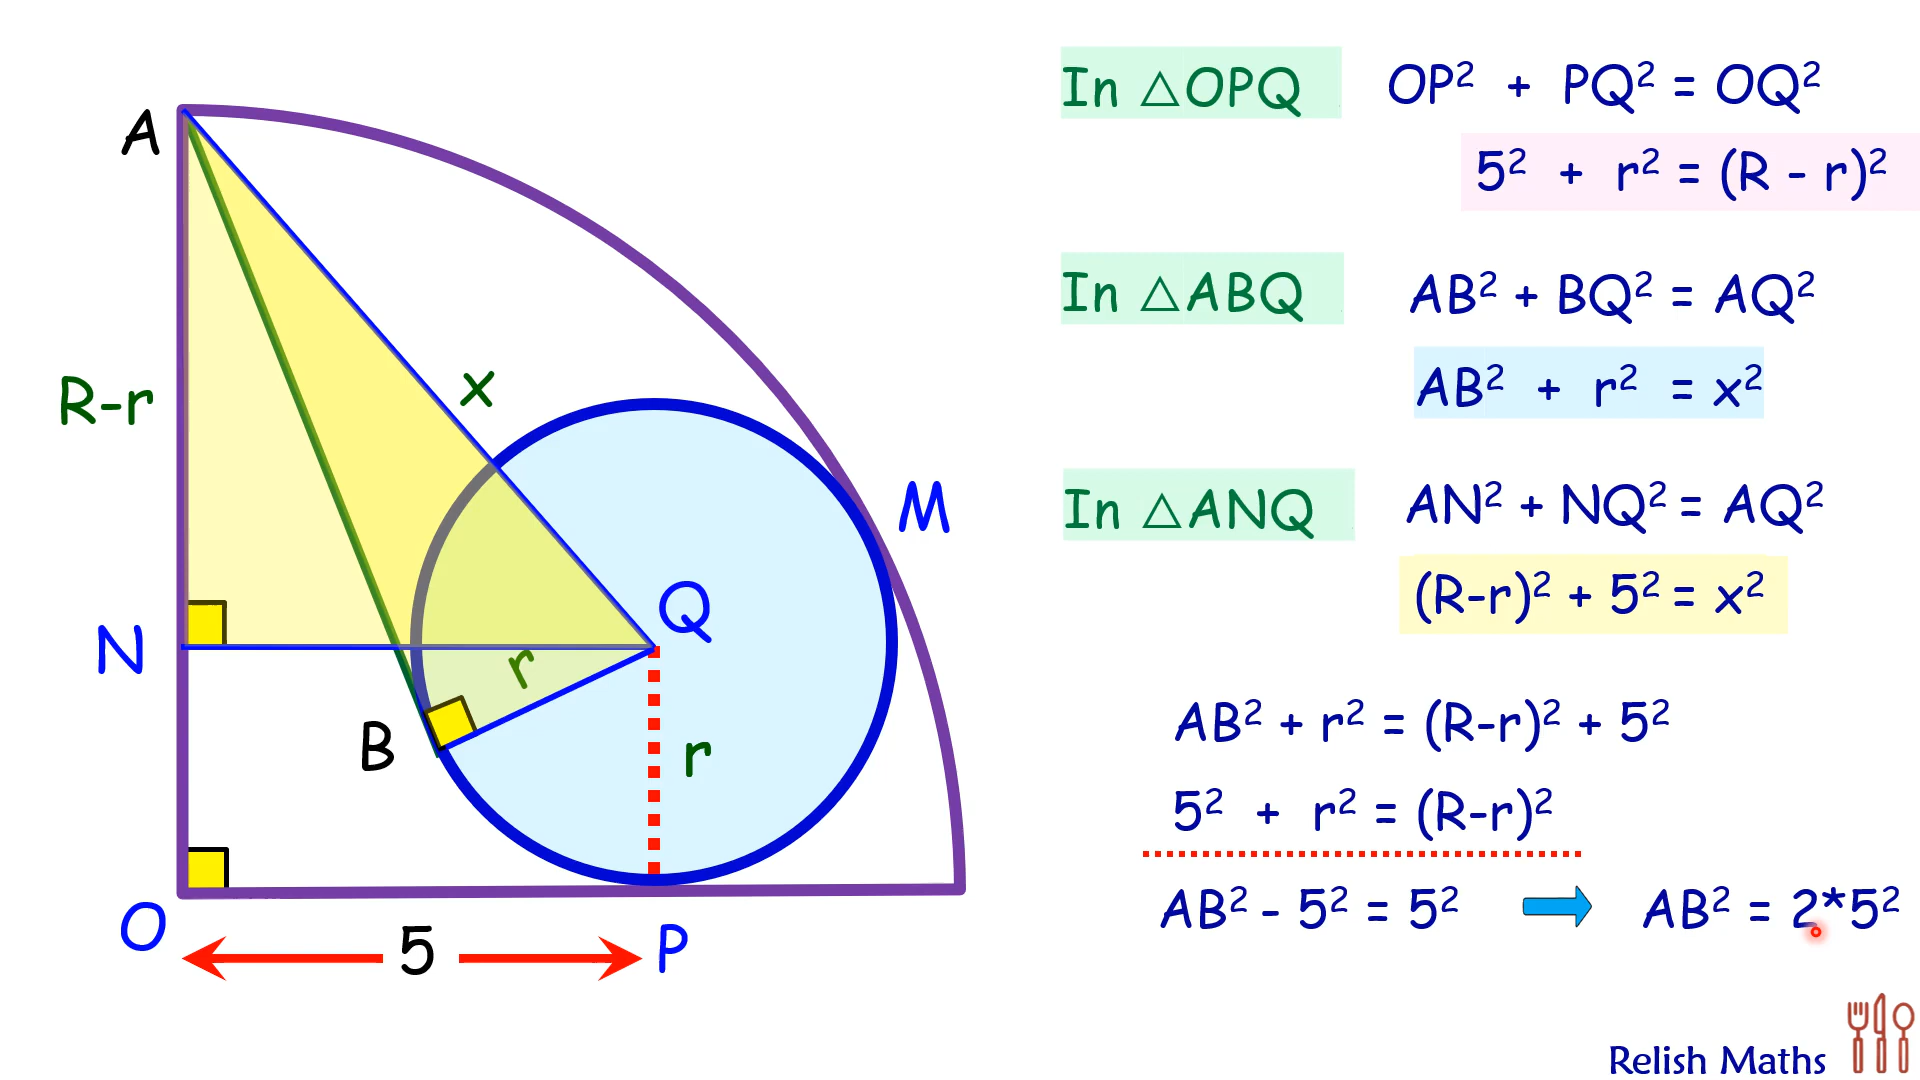 A
R-r
x
M
N
Q
r
B
r
O
5
P
In △OPQ OP² + PQ² = OQ²
5² + r² = (R - r)²
In △ABQ AB² + BQ² = AQ²
AB² + r² = x²
In △ANQ AN² + NQ² = AQ²
(R-r)² + 5² = x²
AB² + r² = (R-r)² + 5²
5² + r² = (R-r)²
AB² - 5² = 5² AB² = 2*5²
Relish Maths